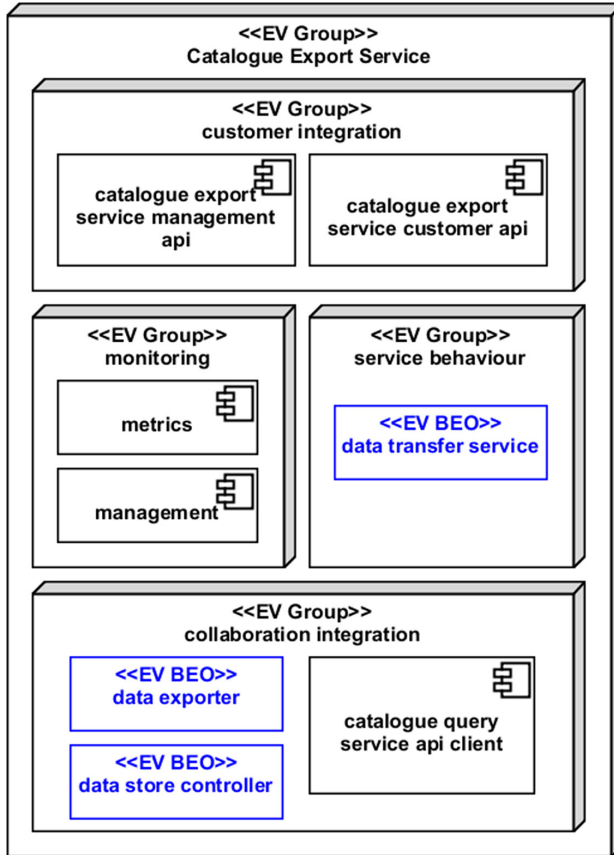 <<EV Group>>
Catalogue Export Service
<<EV Group>>
customer integration
catalogue export
service management
api
catalogue export
service customer api
<<EV Group>>
monitoring
metrics
management
<<EV Group>>
service behaviour
<<EV BEO>>
data transfer service
<<EV Group>>
collaboration integration
<<EV BEO>>
data exporter
<<EV BEO>>
data store controller
catalogue query
service api client